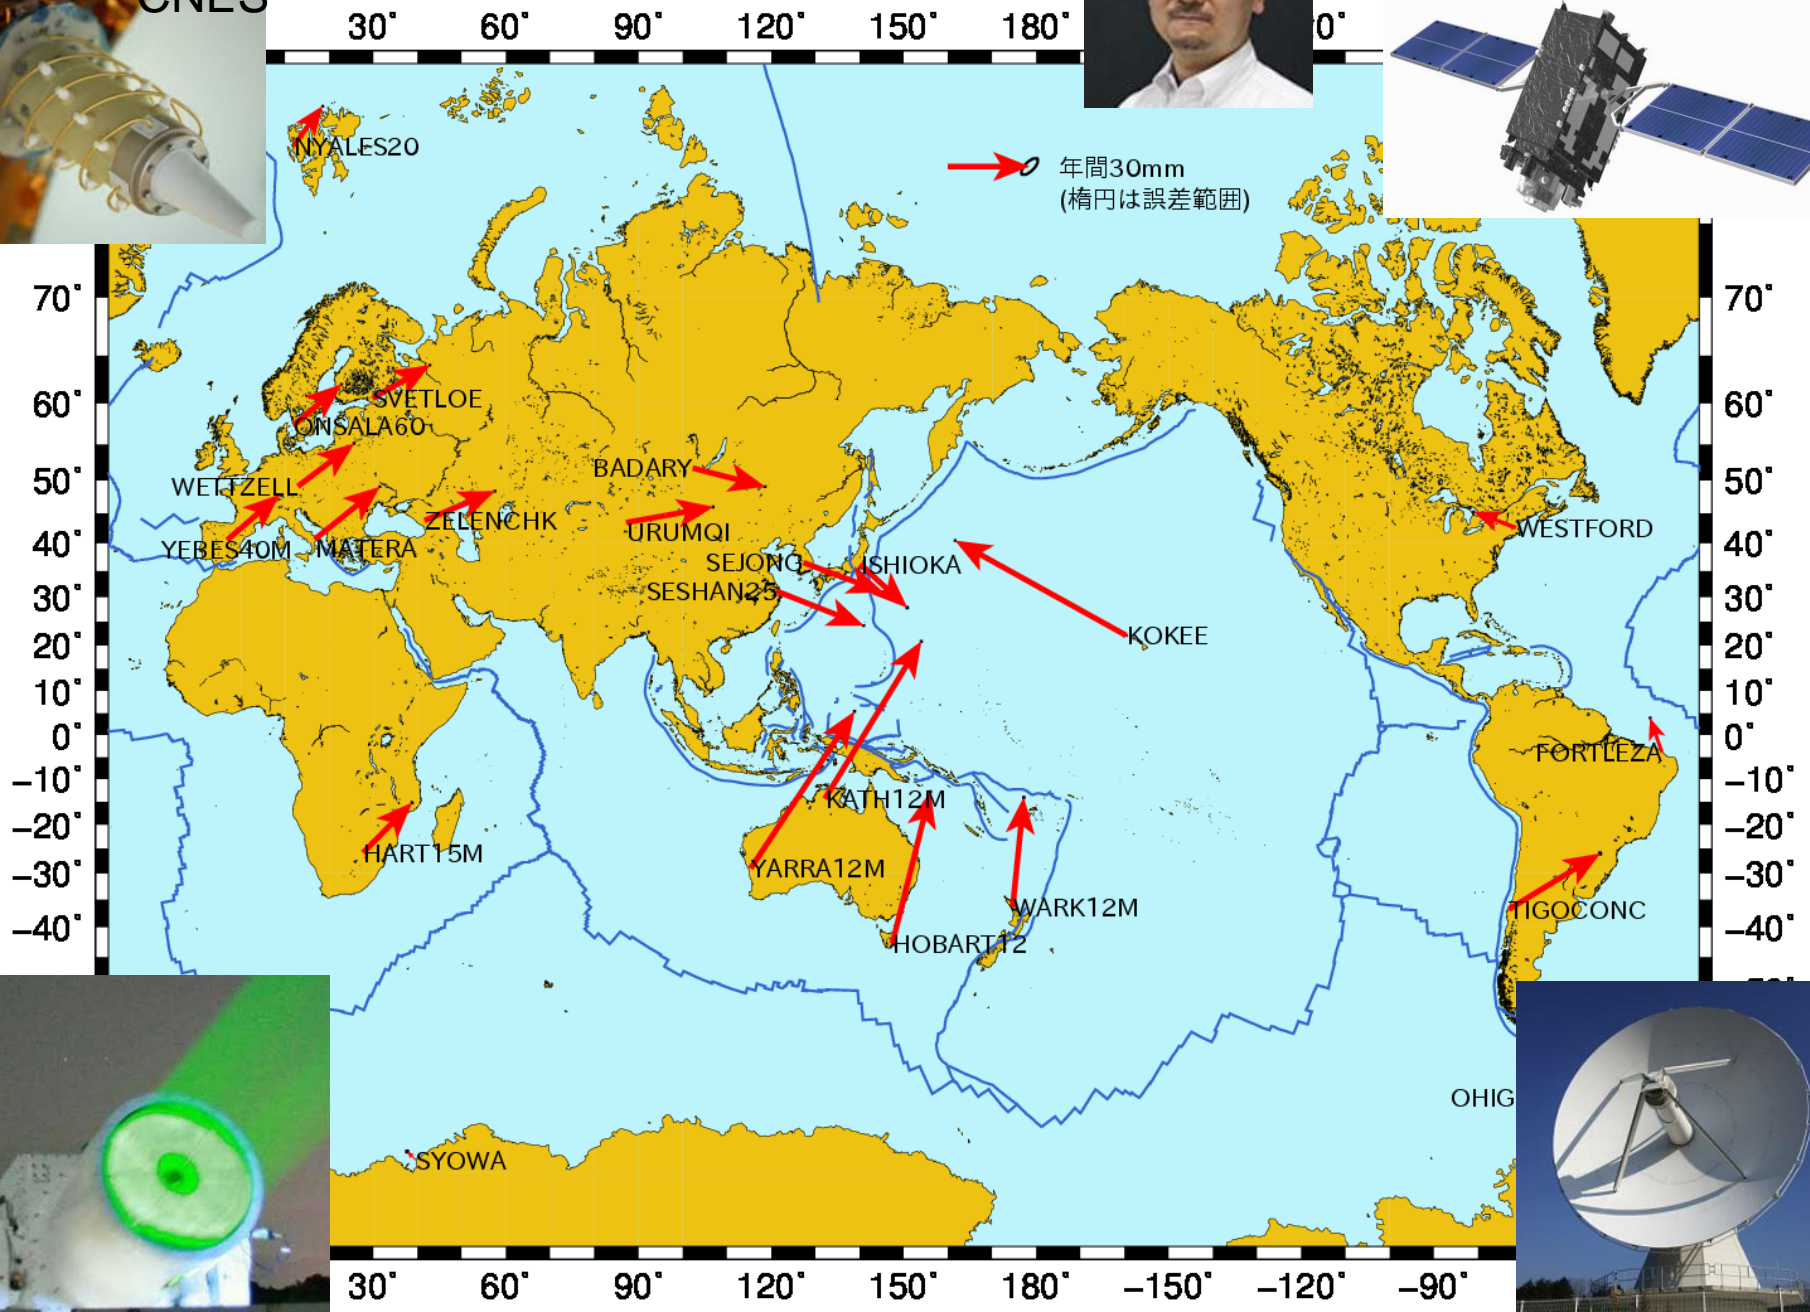 CNES
30° 60° 90° 120° 150° 180°
NYALES20
年間30mm
(楕円は誤差範囲)
70° 70°
60° 60°
SVETLOE
ONSALA60
BADARY
50° 50°
WETTZELL
ZELENCHK
URUMQI
WESTFORD
40° 40°
YEBES40M
MATERA
SEJONG
ISHIOKA
SESHAN25
30° 30°
KOKEE
20° 20°
10° 10°
0° 0°
FORTLEZA
−10° −10°
KATH12M
−20° −20°
HART15M
YARRA12M
−30° −30°
WARK12M
TIGOCONC
−40° −40°
HOBART12
OHIG
SYOWA
30° 60° 90° 120° 150° 180° −150° −120° −90°